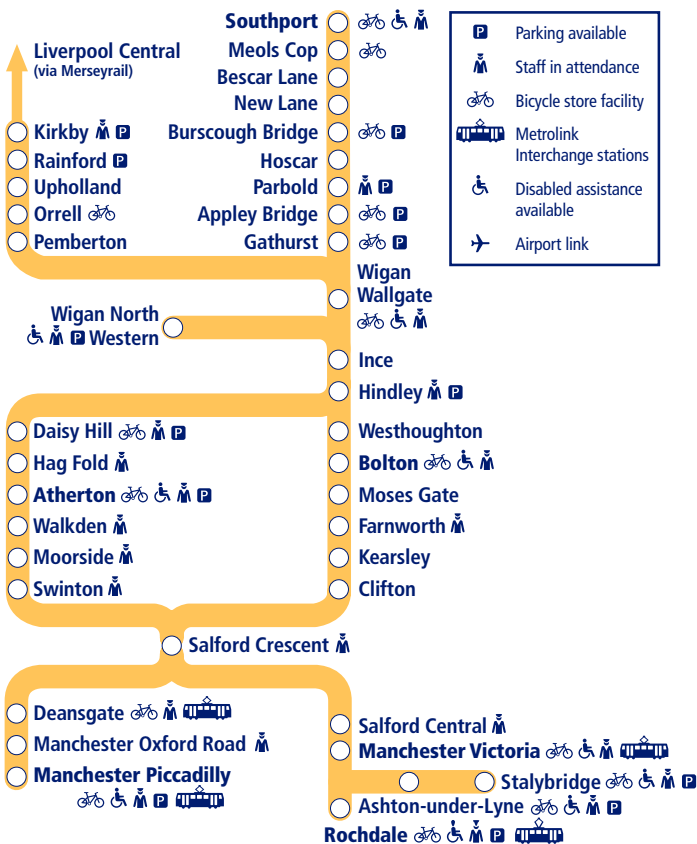 Southport
Meols Cop
Bescar Lane
New Lane
Burscough Bridge
Hoscar
Parbold
Appley Bridge
Gathurst
Liverpool Central
(via Merseyrail)
Kirkby P
Rainford P
Upholland
Orrell
Pemberton
P
P
P
P
P Parking available
Staff in attendance
Bicycle store facility
Metrolink
Interchange stations
Disabled assistance
available
Airport link
Wigan
Wallgate
Wigan North
P Western
Ince
Hindley P
Daisy Hill P
Hag Fold
Atherton P
Walkden
Moorside
Swinton
Westhoughton
Bolton
Moses Gate
Farnworth
Kearsley
Clifton
Salford Crescent
Deansgate
Manchester Oxford Road
Manchester Piccadilly
P
Salford Central
Manchester Victoria
Stalybridge P
Ashton-under-Lyne P
Rochdale P